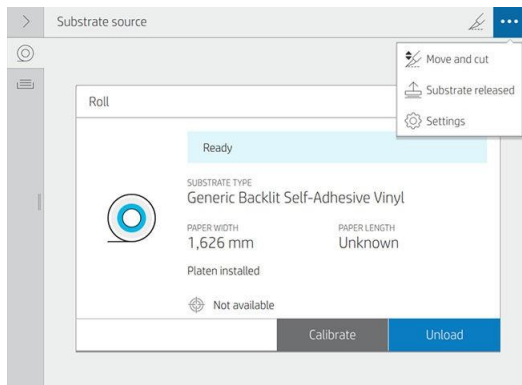 Substrate source
Move and cut
Substrate released
Settings
Roll
Ready
SUBSTRATE TYPE
Generic Backlit Self-Adhesive Vinyl
PAPER WIDTH PAPER LENGTH
1,626 mm Unknown
Platen installed
Not available
Calibrate Unload